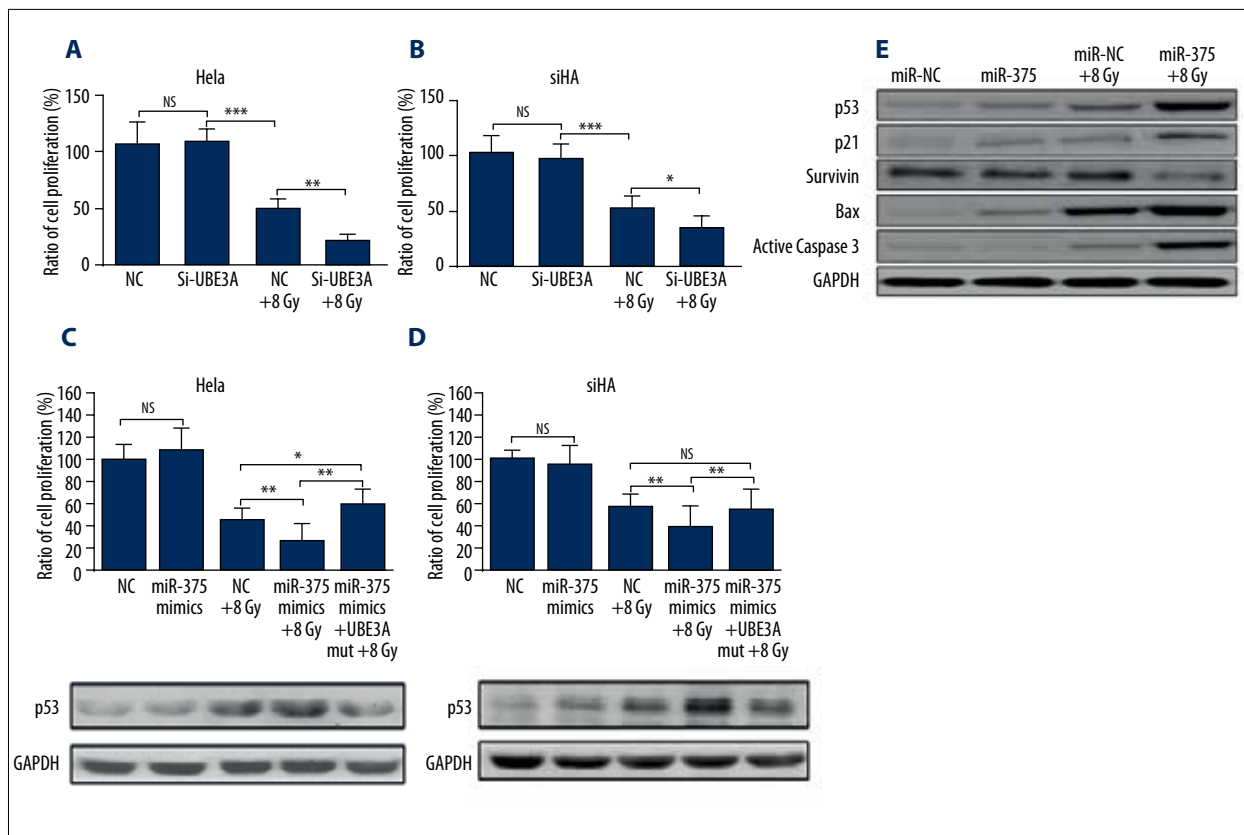 A
Hela
Ratio of cell proliferation (%)
150
100
50
0
NS
***
**
NC
Si-UBE3A
NC
+8 Gy
Si-UBE3A
+8 Gy
B
siHA
Ratio of cell proliferation (%)
150
100
50
0
NS
***
*
NC
Si-UBE3A
NC
+8 Gy
Si-UBE3A
+8 Gy
E
miR-NC
miR-375
miR-NC
+8 Gy
miR-375
+8 Gy
p53
p21
Survivin
Bax
Active Caspase 3
GAPDH
C
Hela
Ratio of cell proliferation (%)
160
140
120
100
80
60
40
20
0
NS
*
**
**
NC
miR-375
mimics
NC
+8 Gy
miR-375
mimics
+8 Gy
miR-375
mimics
+UBE3A
mut +8 Gy
p53
GAPDH
D
siHA
Ratio of cell proliferation (%)
160
140
120
100
80
60
40
20
0
NS
NS
**
**
NC
miR-375
mimics
NC
+8 Gy
miR-375
mimics
+8 Gy
miR-375
mimics
+UBE3A
mut +8 Gy
p53
GAPDH